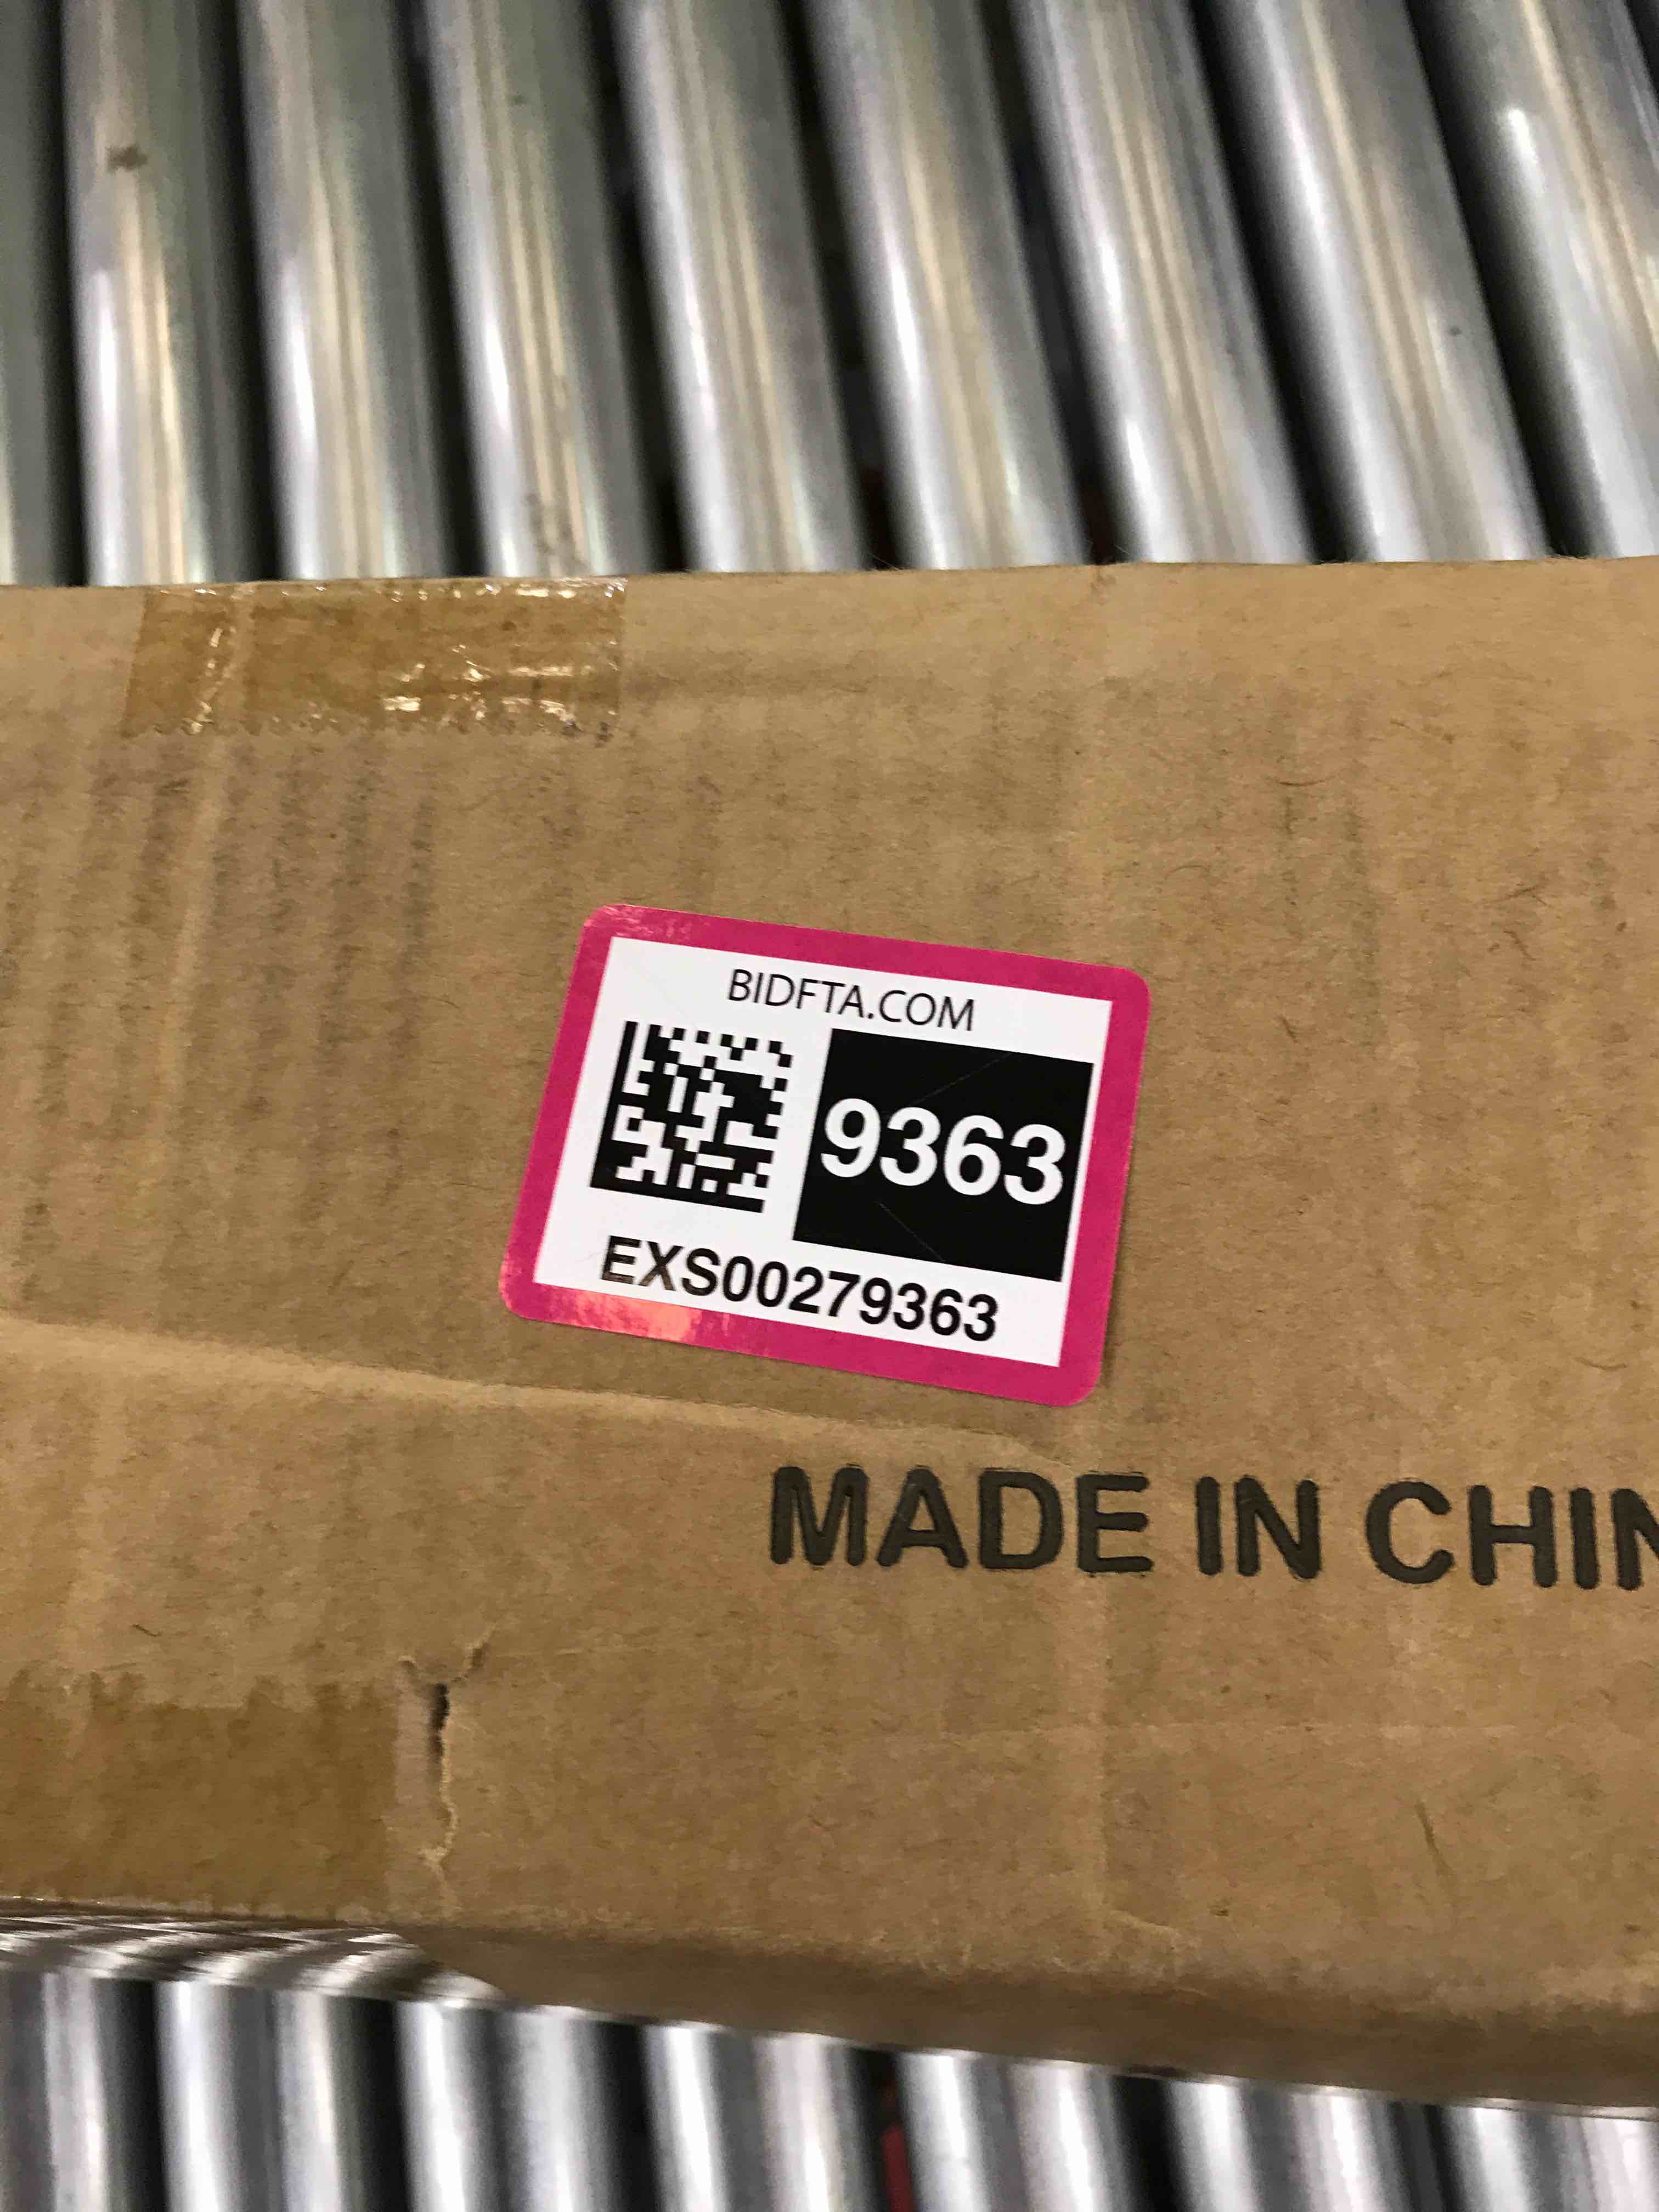 BIDFTA.COM
9363
EXS00279363
MADE IN CHIN